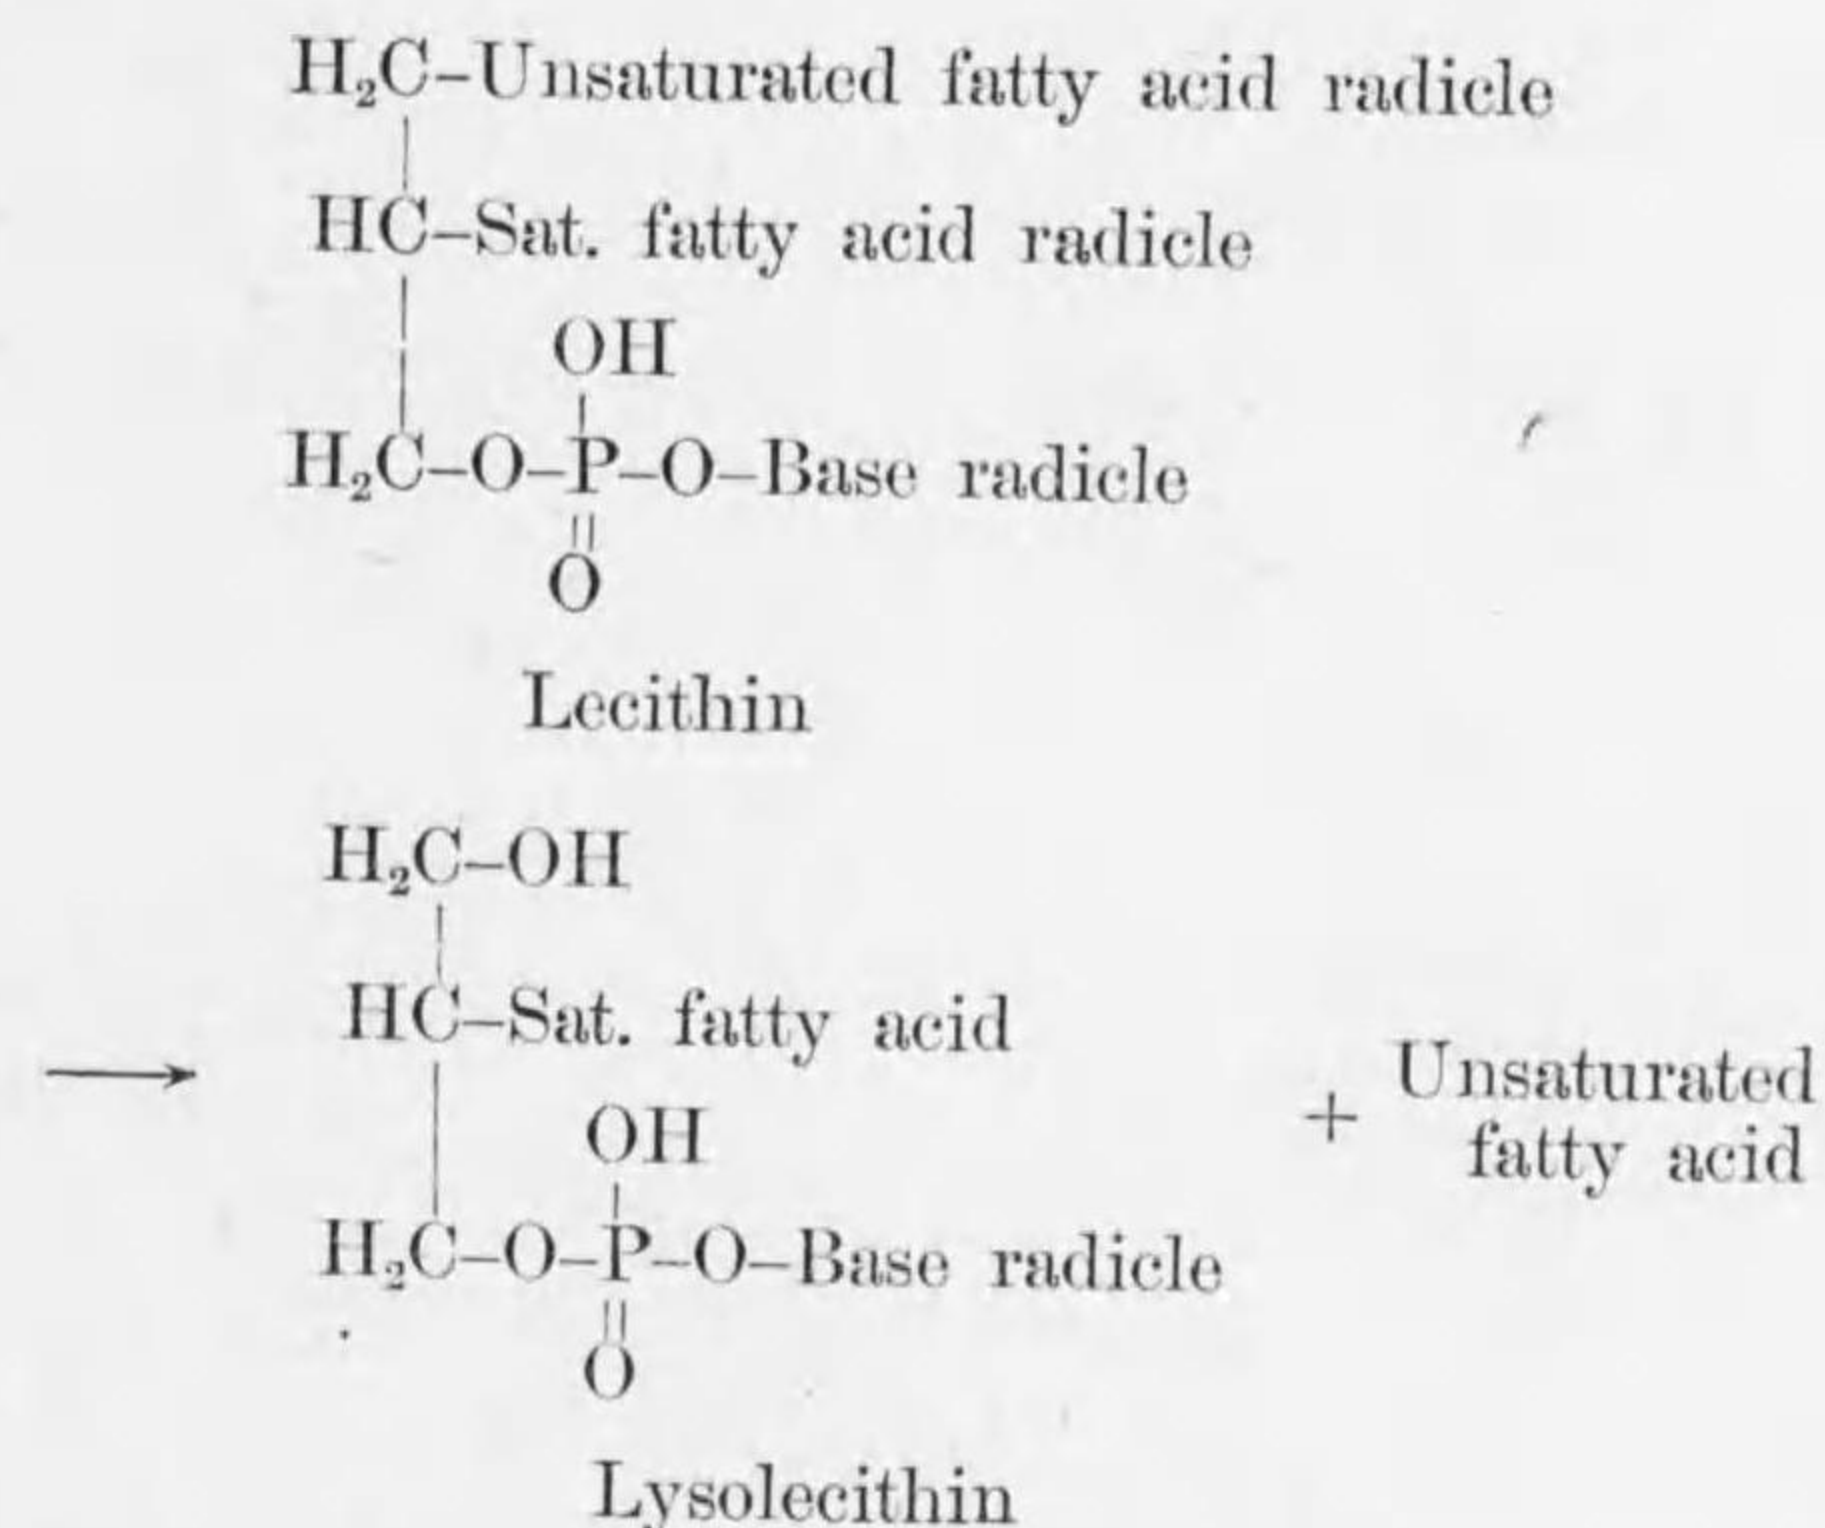 H₂C–Unsaturated fatty acid radicle
|
HC–Sat. fatty acid radicle
|
OH
|
H₂C–O–P–O–Base radicle
||
O
Lecithin
H₂C–OH
|
HC–Sat. fatty acid
⟶ + Unsaturated
fatty acid
|
OH
|
H₂C–O–P–O–Base radicle
||
O
Lysolecithin